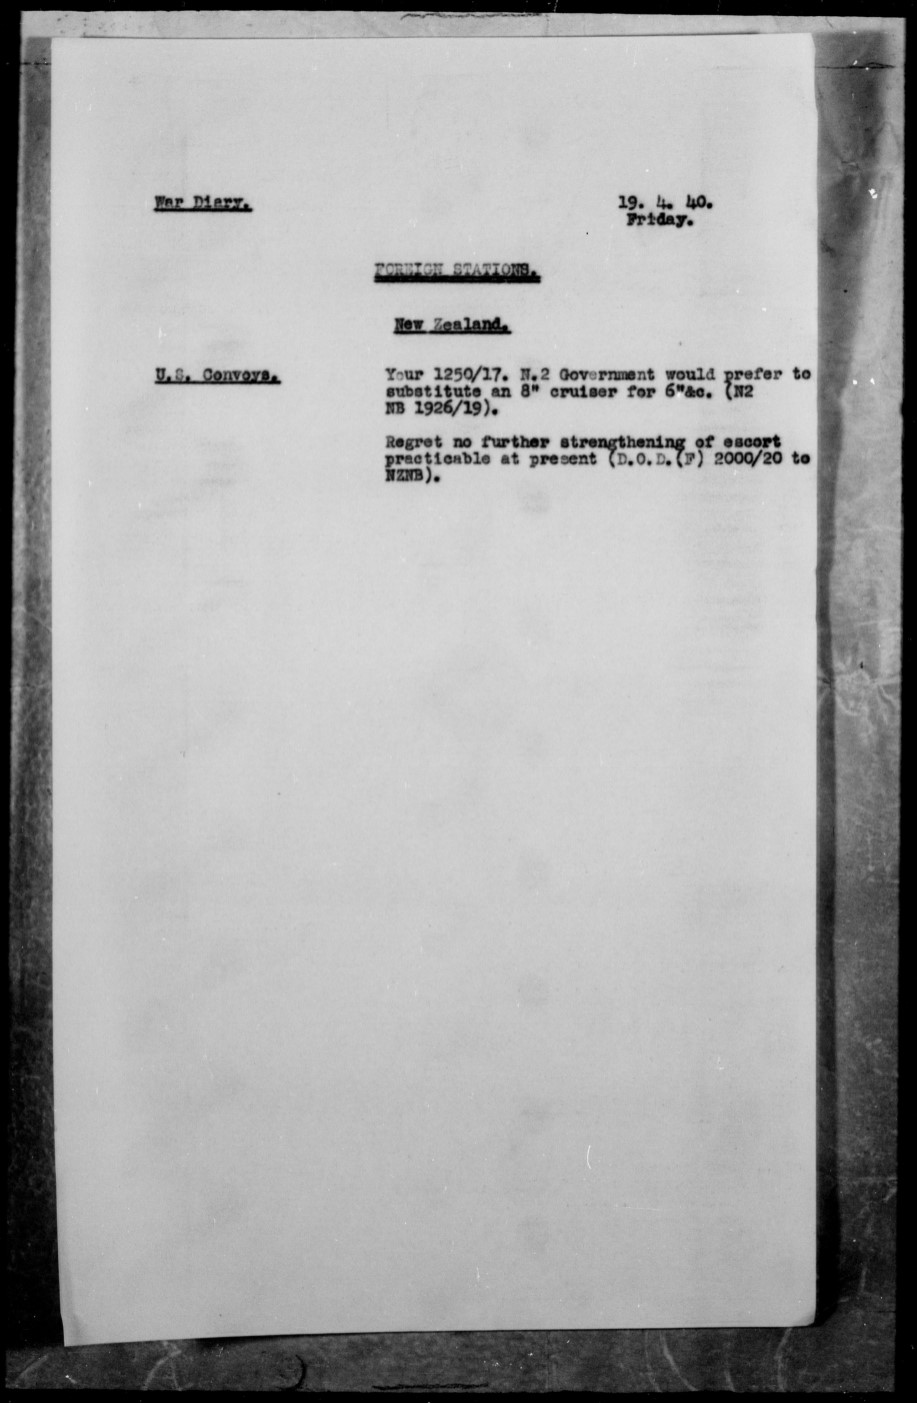 War Diary.
19. 4. 40.
Friday.
FOREIGN STATIONS.
New Zealand.
U.S. Convoys.
Your 1250/17. N.2 Government would prefer to
substitute an 8" cruiser for 6"&c. (N2
NB 1926/19).
Regret no further strengthening of escort
practicable at present (D.O.D.(F) 2000/20 to
NZNB).